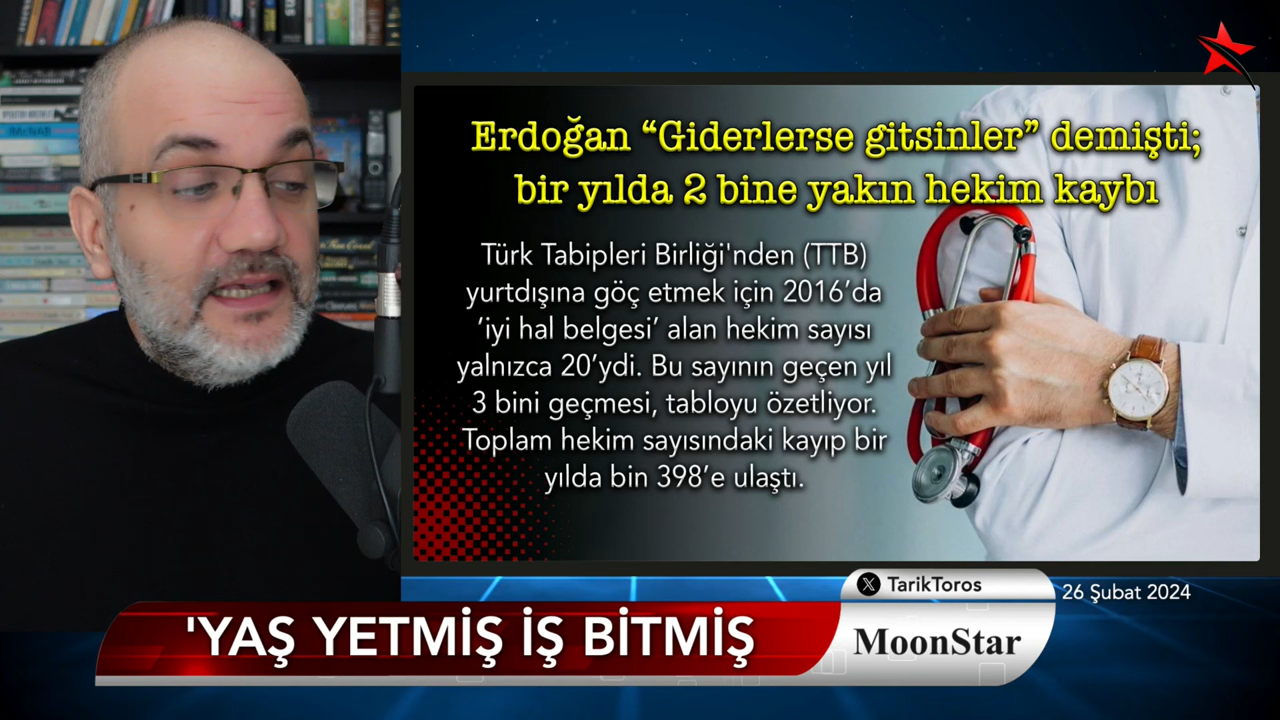 Erdoğan “Giderlerse gitsinler” demişti;
bir yılda 2 bine yakın hekim kaybı
Türk Tabipleri Birliği'nden (TTB)
yurtdışına göç etmek için 2016’da
‘iyi hal belgesi’ alan hekim sayısı
yalnızca 20’ydi. Bu sayının geçen yıl
3 bini geçmesi, tabloyu özetliyor.
Toplam hekim sayısındaki kayıp bir
yılda bin 398’e ulaştı.
TarikToros
26 Şubat 2024
'YAŞ YETMİŞ İŞ BİTMİŞ
MoonStar